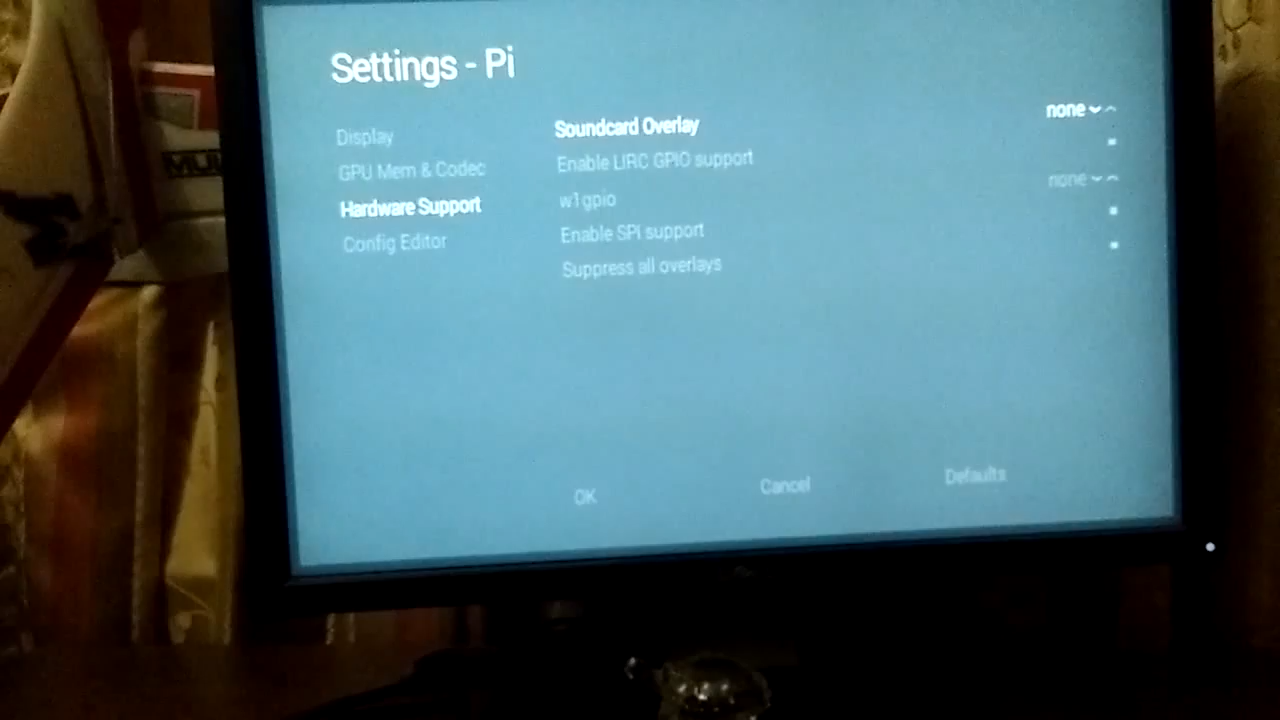 Settings - Pi
Display
GPU Mem & Codec
Hardware Support
Config Editor
Soundcard Overlay
none
Enable LIRC GPIO support
w1gpio
none
Enable SPI support
Suppress all overlays
OK
Cancel
Defaults